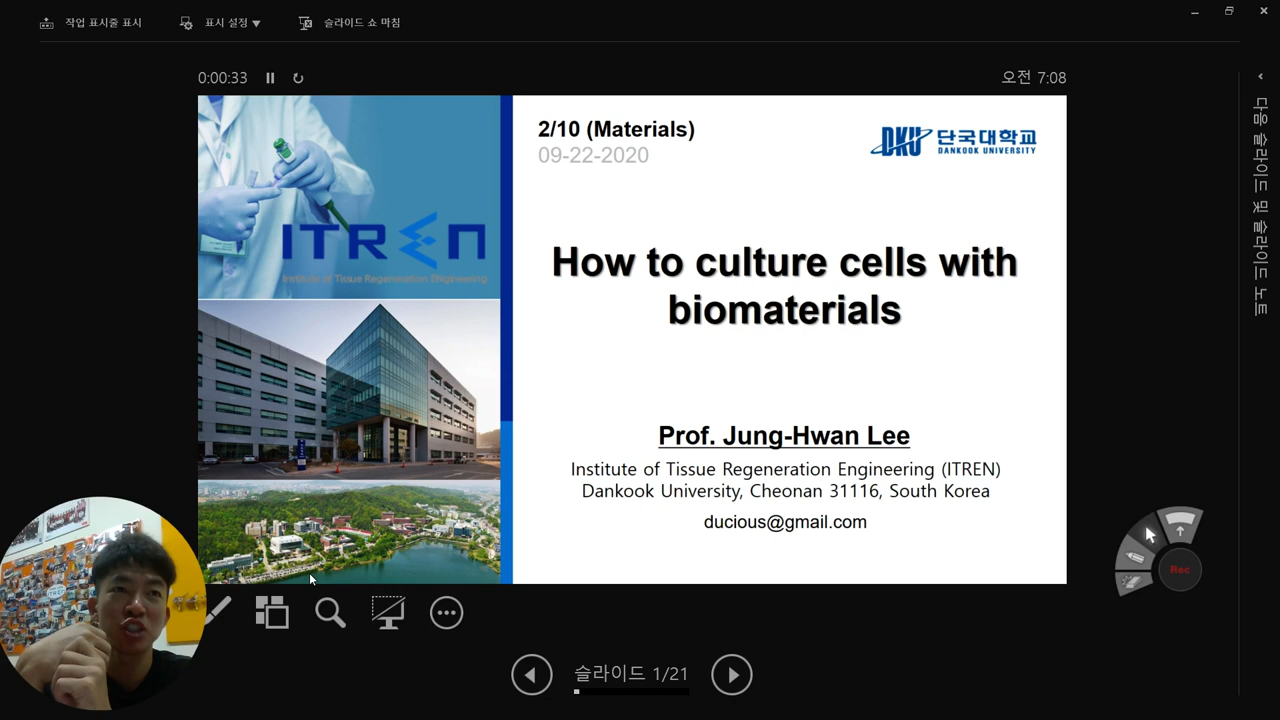 작업 표시줄 표시
표시 설정 ▼
슬라이드 쇼 마침
0:00:33
오전 7:08
ITREN
Institute of Tissue Regeneration ENgineering
2/10 (Materials)
09-22-2020
DKU 단국대학교
DANKOOK UNIVERSITY
How to culture cells with
biomaterials
Prof. Jung-Hwan Lee
Institute of Tissue Regeneration Engineering (ITREN)
Dankook University, Cheonan 31116, South Korea
ducious@gmail.com
다음 슬라이드 및 슬라이드 노트
Rec
슬라이드 1/21